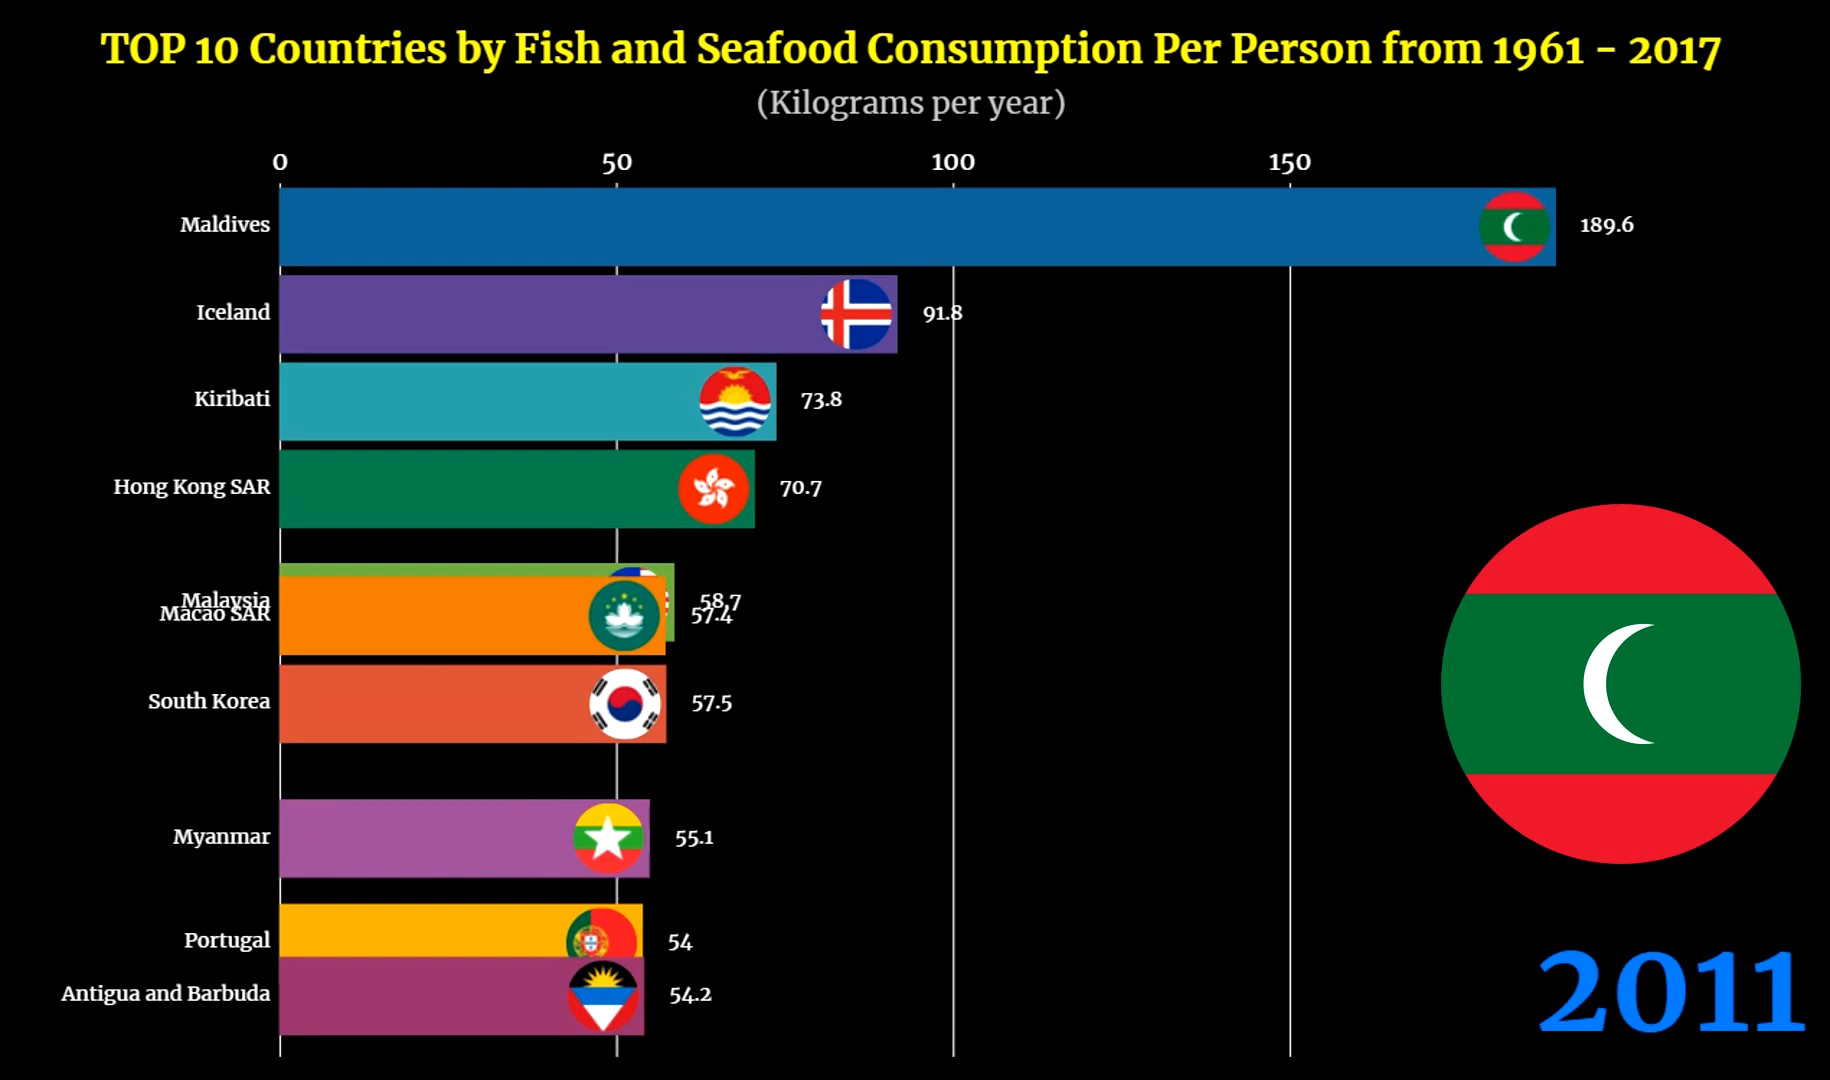 TOP 10 Countries by Fish and Seafood Consumption Per Person from 1961 - 2017
(Kilograms per year)
0 50 100 150
Maldives 189.6
Iceland 91.8
Kiribati 73.8
Hong Kong SAR 70.7
Malaysia 58.7
Macao SAR 57.4
South Korea 57.5
Myanmar 55.1
Portugal 54
Antigua and Barbuda 54.2
2011